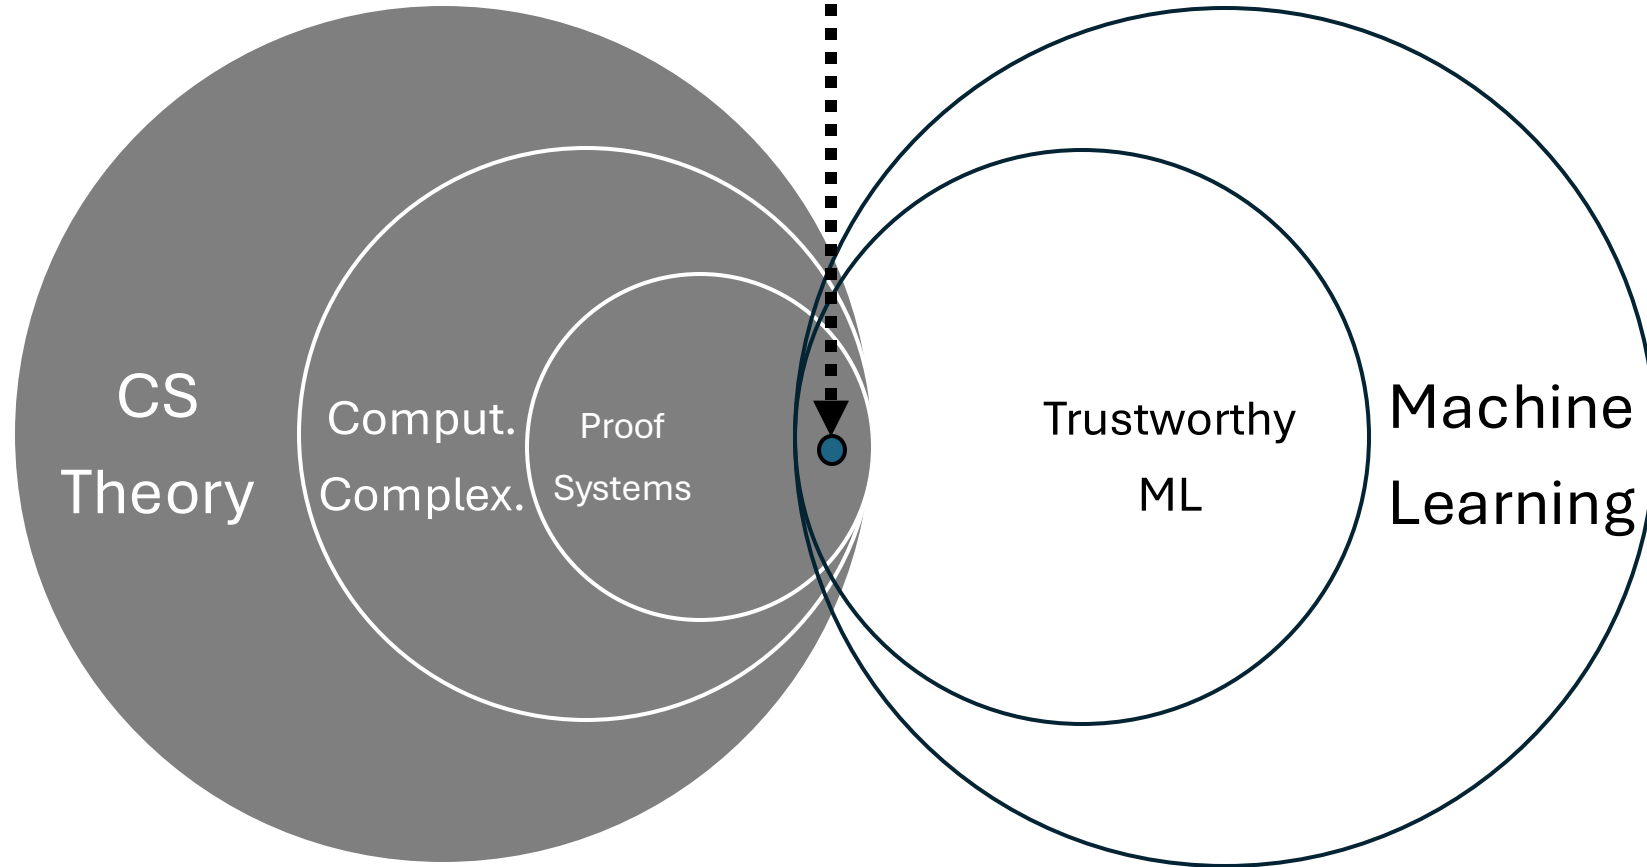 CS
Theory
Comput.
Complex.
Proof
Systems
Trustworthy
ML
Machine
Learning